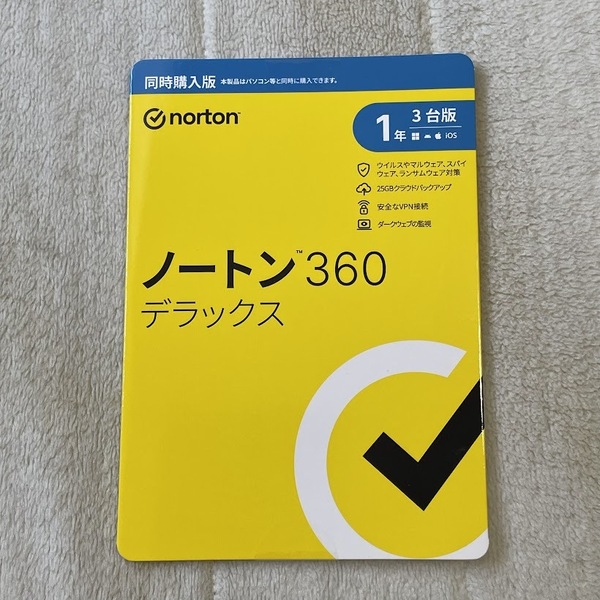 同時購入版 本製品はパソコン等と同時に購入できます。
norton
1年
3台版
iOS
ウイルスやマルウェア、スパイ
ウェア、ランサムウェア対策
25GBクラウドバックアップ
安全なVPN接続
ダークウェブの監視
ノートン™ 360
デラックス